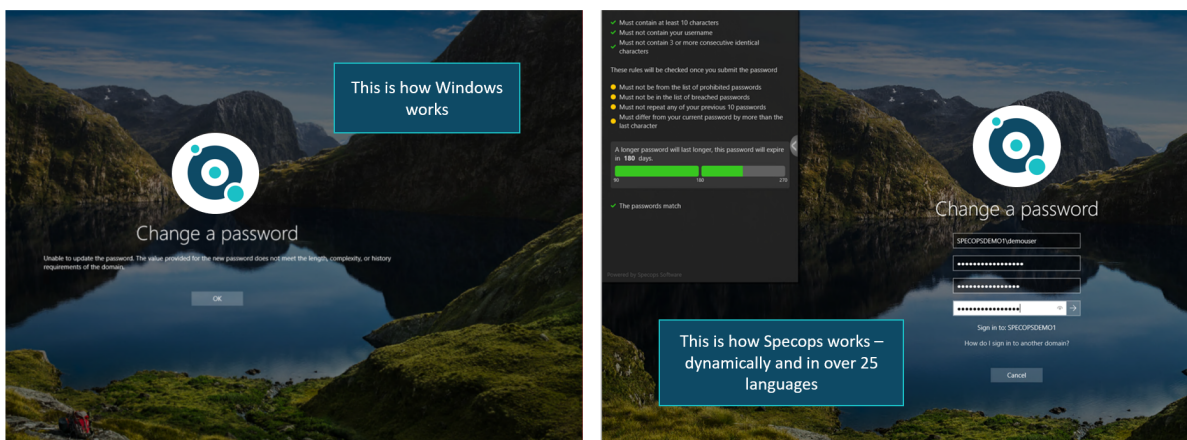 This is how Windows
works
Change a password
Unable to update the password. The value provided for the new password does not meet the length, complexity, or history
requirements of the domain.
OK
Must contain at least 10 characters
Must not contain your username
Must not contain 3 or more consecutive identical
characters
These rules will be checked once you submit the password
Must not be from the list of prohibited passwords
Must not be in the list of breached passwords
Must not repeat any of your previous 10 passwords
Must differ from your current password by more than the
last character
A longer password will last longer, this password will expire
in 180 days.
90 180 270
The passwords match
Powered by Specops Software
Change a password
SPECOPSDEMO1\demouser
Sign in to: SPECOPSDEMO1
How do I sign in to another domain?
Cancel
This is how Specops works –
dynamically and in over 25
languages